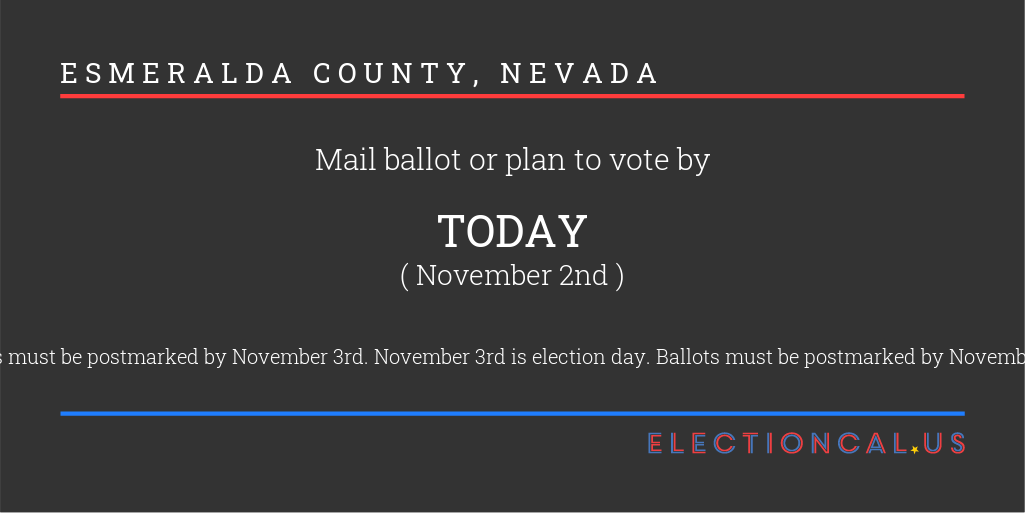 ESMERALDA COUNTY, NEVADA
Mail ballot or plan to vote by
TODAY
( November 2nd )
must be postmarked by November 3rd. November 3rd is election day. Ballots must be postmarked by
ELECTIONCAL.US